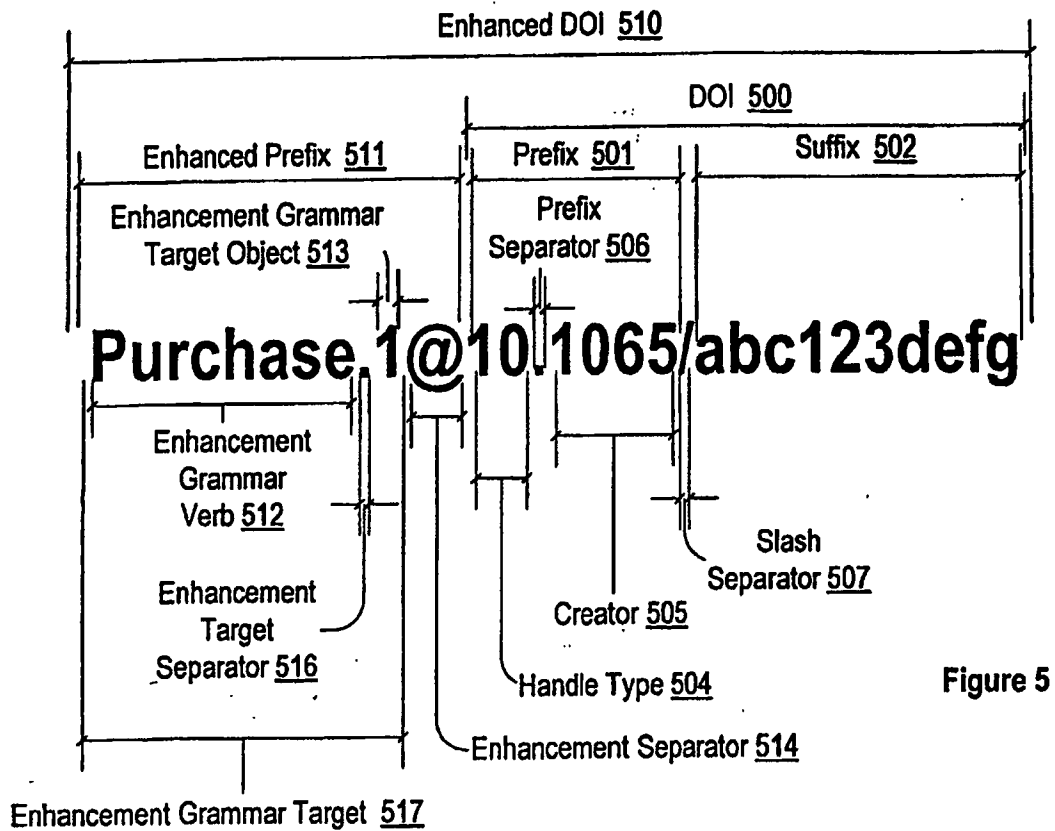 Enhanced DOI 510
DOI 500
Enhanced Prefix 511
Prefix 501
Suffix 502
Enhancement Grammar
Target Object 513
Prefix
Separator 506
Purchase.1@10.1065/abc123defg
Enhancement
Grammar
Verb 512
Slash
Separator 507
Enhancement
Target
Separator 516
Creator 505
Handle Type 504
Figure 5
Enhancement Separator 514
Enhancement Grammar Target 517